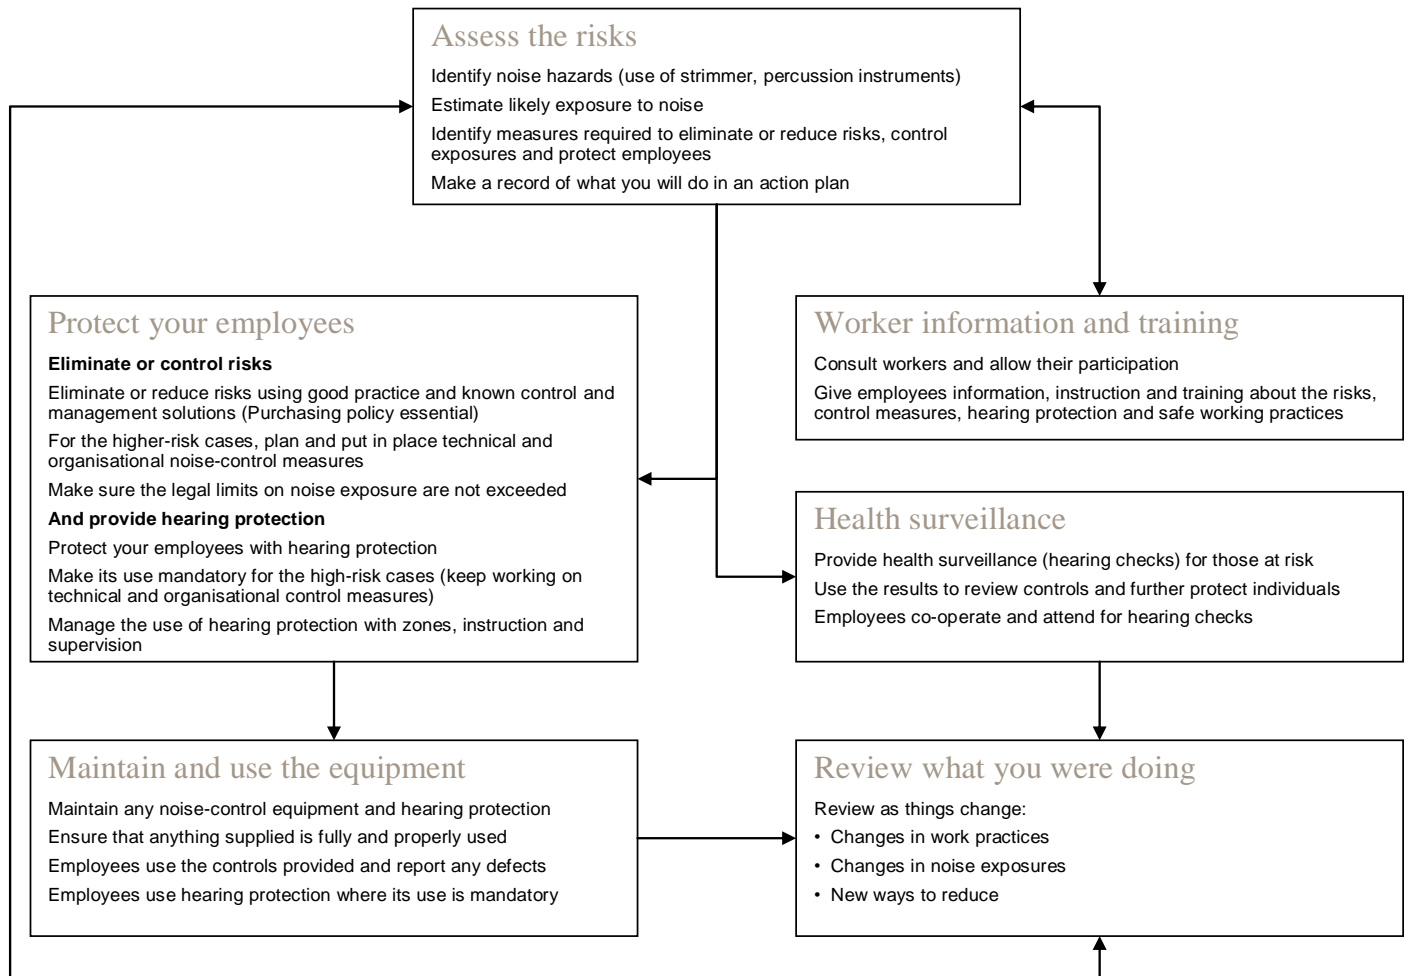 Assess the risks
Identify noise hazards (use of strimmer, percussion instruments)
Estimate likely exposure to noise
Identify measures required to eliminate or reduce risks, control
exposures and protect employees
Make a record of what you will do in an action plan
Protect your employees
Eliminate or control risks
Eliminate or reduce risks using good practice and known control and
management solutions (Purchasing policy essential)
For the higher-risk cases, plan and put in place technical and
organisational noise-control measures
Make sure the legal limits on noise exposure are not exceeded
And provide hearing protection
Protect your employees with hearing protection
Make its use mandatory for the high-risk cases (keep working on
technical and organisational control measures)
Manage the use of hearing protection with zones, instruction and
supervision
Worker information and training
Consult workers and allow their participation
Give employees information, instruction and training about the risks,
control measures, hearing protection and safe working practices
Health surveillance
Provide health surveillance (hearing checks) for those at risk
Use the results to review controls and further protect individuals
Employees co-operate and attend for hearing checks
Maintain and use the equipment
Maintain any noise-control equipment and hearing protection
Ensure that anything supplied is fully and properly used
Employees use the controls provided and report any defects
Employees use hearing protection where its use is mandatory
Review what you were doing
Review as things change:
• Changes in work practices
• Changes in noise exposures
• New ways to reduce